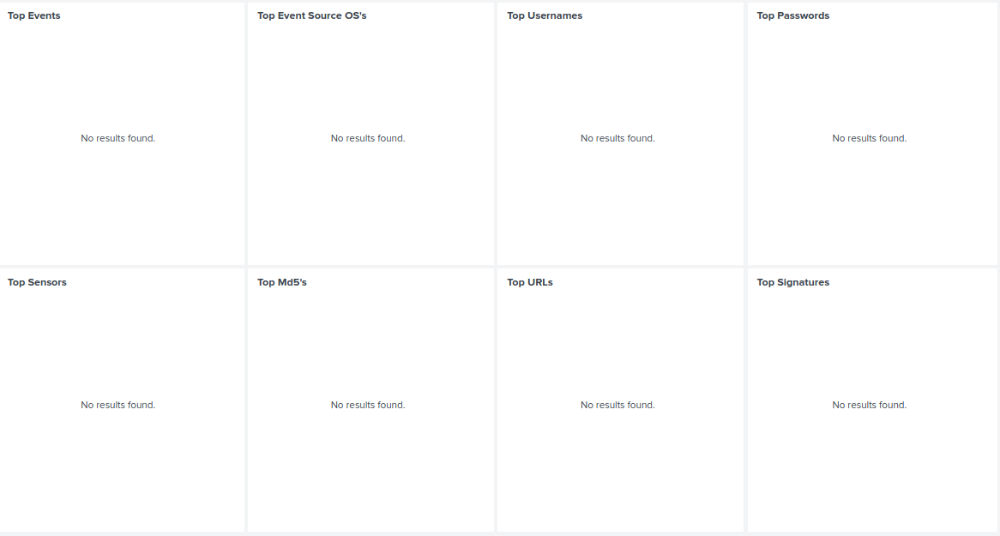 Top Events
Top Event Source OS's
Top Usernames
Top Passwords
No results found.
No results found.
No results found.
No results found.
Top Sensors
Top Md5's
Top URLs
Top Signatures
No results found.
No results found.
No results found.
No results found.